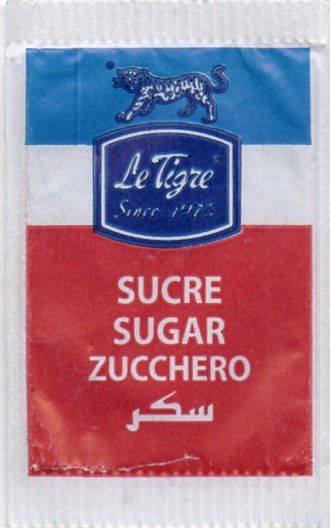 Le Tigre®
Since 1973
SUCRE
SUGAR
ZUCCHERO
سكر